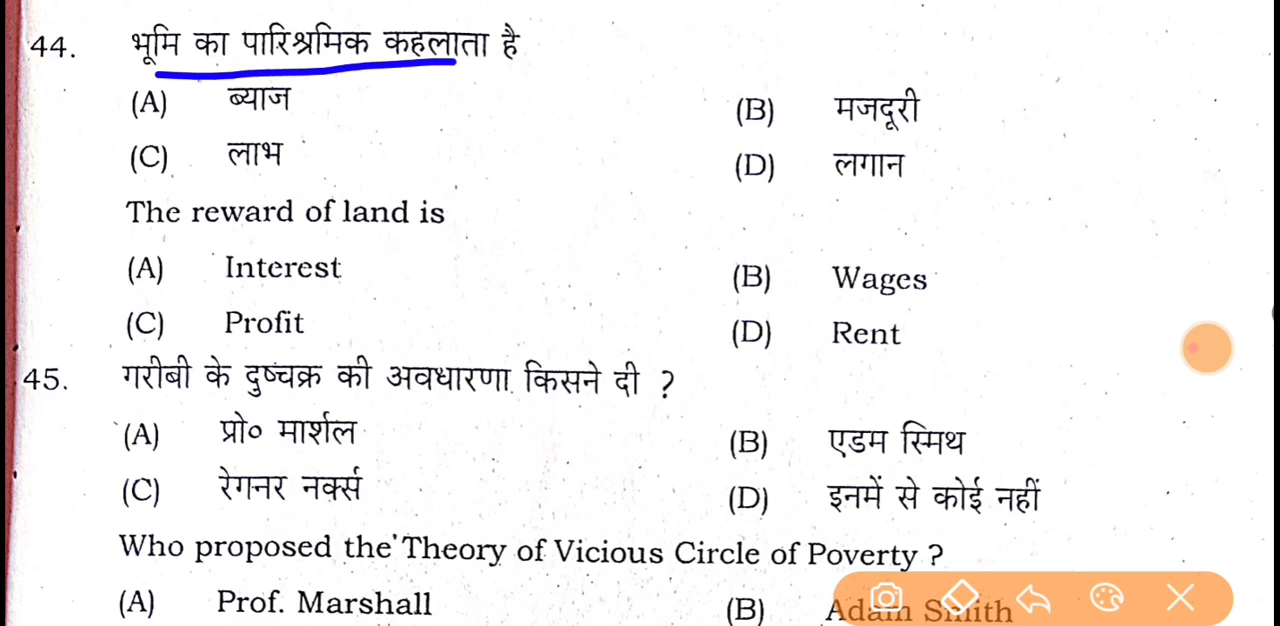 44. भूमि का पारिश्रमिक कहलाता है
(A) ब्याज (B) मजदूरी
(C) लाभ (D) लगान
The reward of land is
(A) Interest (B) Wages
(C) Profit (D) Rent
45. गरीबी के दुष्चक्र की अवधारणा किसने दी ?
(A) प्रो० मार्शल (B) एडम स्मिथ
(C) रेगनर नर्क्स (D) इनमें से कोई नहीं
Who proposed the Theory of Vicious Circle of Poverty ?
(A) Prof. Marshall (B) Adam Smith